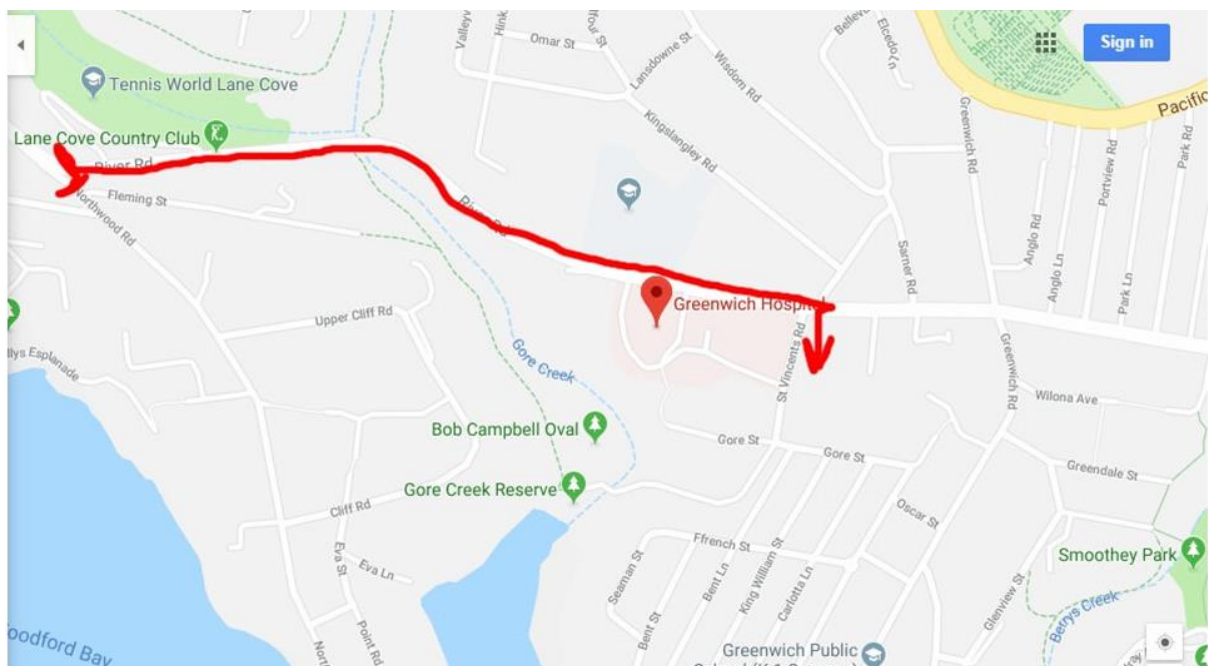 Sign in
Tennis World Lane Cove
Lane Cove Country Club
River Rd
Fleming St
Northwood Rd
Omar St
Lansdowne St
Wisdom Rd
Kingslangley Rd
Greenwich Rd
Pacific
Portview Rd
Park Rd
Anglo Rd
Anglo Ln
Park Ln
River Rd
Sarner Rd
Greenwich Hospital
St Vincents Rd
Greenwich Rd
Upper Cliff Rd
Gore Creek
Wilona Ave
Bob Campbell Oval
Gore St
Gore St
Greendale St
Gore Creek Reserve
Cliff Rd
Oscar St
Ffrench St
Smoothey Park
Eva St
Eva Ln
Seaman St
Bent Ln
King William St
Carlotta Ln
Glenview St
Berrys Creek
Bent St
Point Rd
Greenwich Public